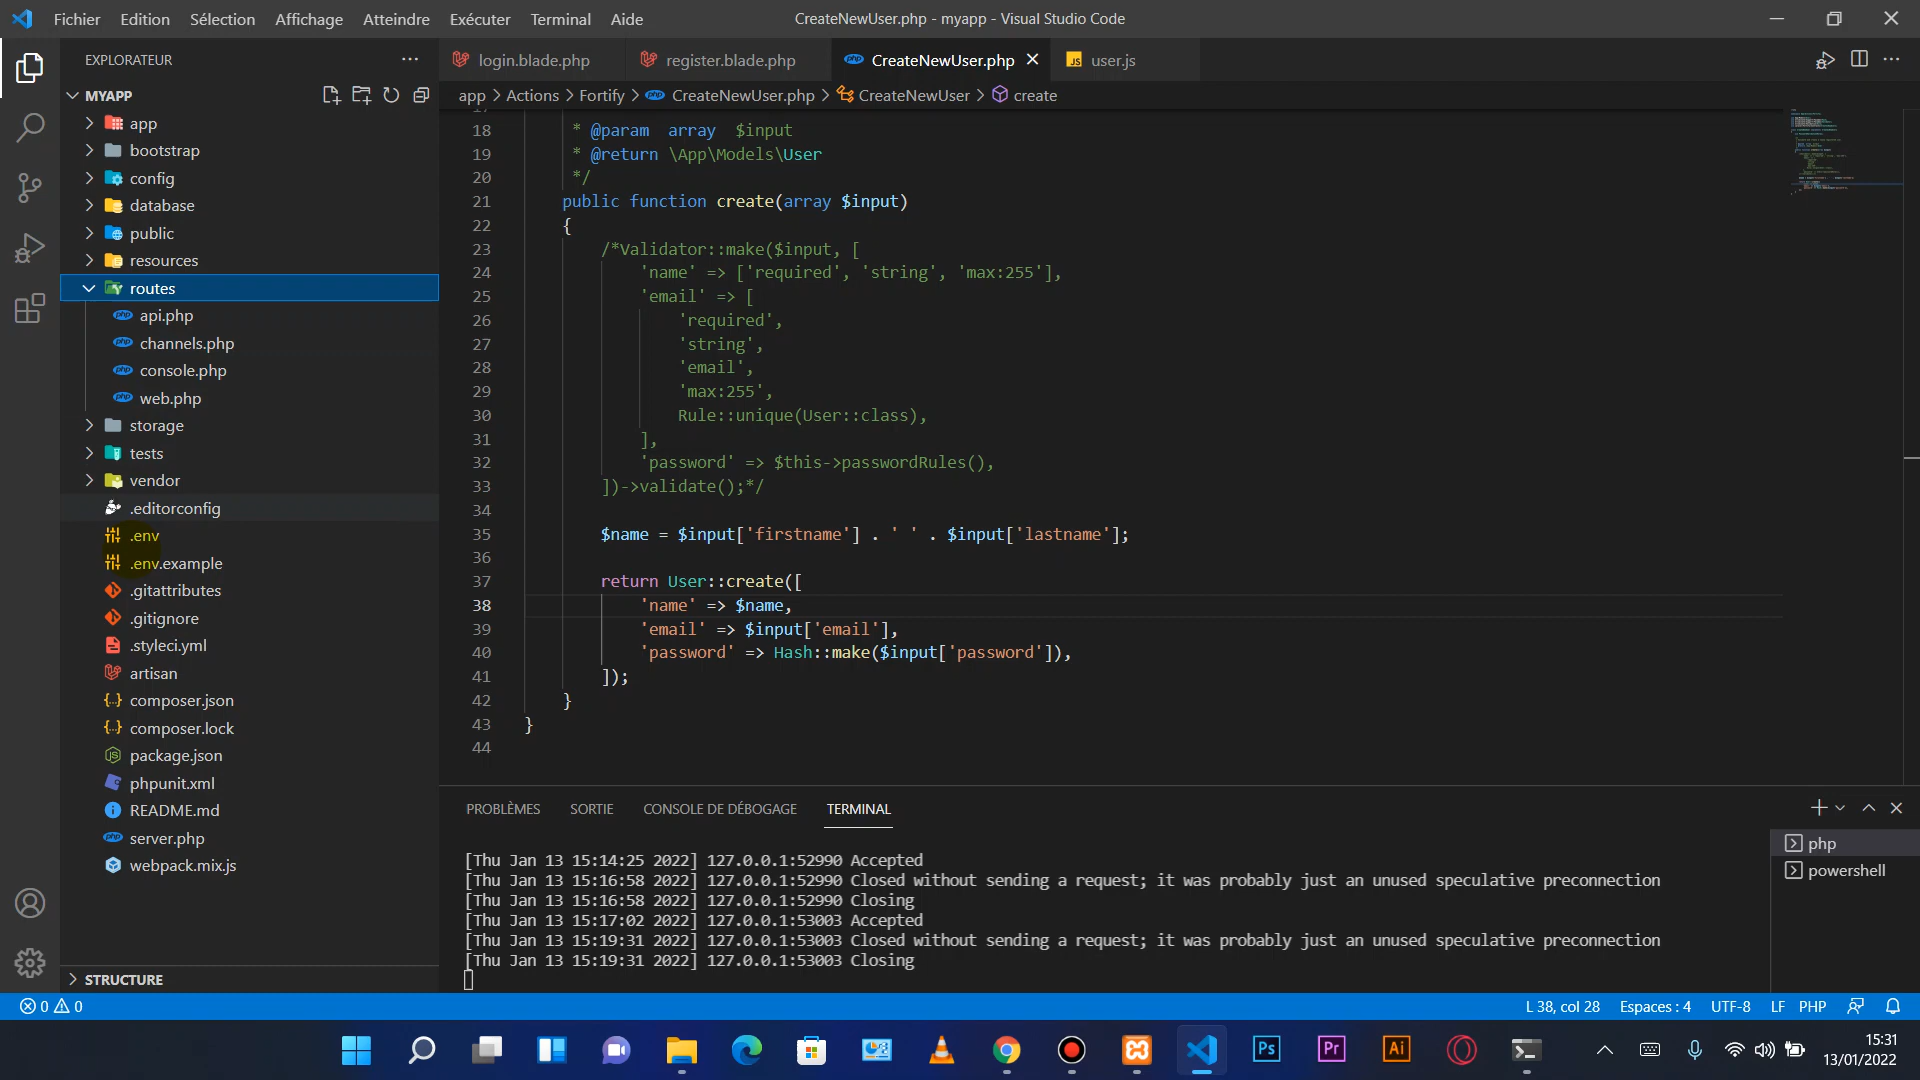 Fichier Edition Sélection Affichage Atteindre Exécuter Terminal Aide
CreateNewUser.php - myapp - Visual Studio Code
EXPLORATEUR
MYAPP
app
bootstrap
config
database
public
resources
routes
api.php
channels.php
console.php
web.php
storage
tests
vendor
.editorconfig
.env
.env.example
.gitattributes
.gitignore
.styleci.yml
artisan
composer.json
composer.lock
package.json
phpunit.xml
README.md
server.php
webpack.mix.js
STRUCTURE
login.blade.php register.blade.php CreateNewUser.php JS user.js
app > Actions > Fortify > CreateNewUser.php > CreateNewUser > create
18 * @param array $input
19 * @return \App\Models\User
20 */
21 public function create(array $input)
22 {
23 /*Validator::make($input, [
24 'name' => ['required', 'string', 'max:255'],
25 'email' => [
26 'required',
27 'string',
28 'email',
29 'max:255',
30 Rule::unique(User::class),
31 ],
32 'password' => $this->passwordRules(),
33 ])->validate();*/
34
35 $name = $input['firstname'] . ' ' . $input['lastname'];
36
37 return User::create([
38 'name' => $name,
39 'email' => $input['email'],
40 'password' => Hash::make($input['password']),
41 ]);
42 }
43 }
44
PROBLÈMES SORTIE CONSOLE DE DÉBOGAGE TERMINAL
[Thu Jan 13 15:14:25 2022] 127.0.0.1:52990 Accepted
[Thu Jan 13 15:16:58 2022] 127.0.0.1:52990 Closed without sending a request; it was probably just an unused speculative preconnection
[Thu Jan 13 15:16:58 2022] 127.0.0.1:52990 Closing
[Thu Jan 13 15:17:02 2022] 127.0.0.1:53003 Accepted
[Thu Jan 13 15:19:31 2022] 127.0.0.1:53003 Closed without sending a request; it was probably just an unused speculative preconnection
[Thu Jan 13 15:19:31 2022] 127.0.0.1:53003 Closing
php
powershell
0 0
L 38, col 28 Espaces : 4 UTF-8 LF PHP
Ps Pr Ai
15:31
13/01/2022